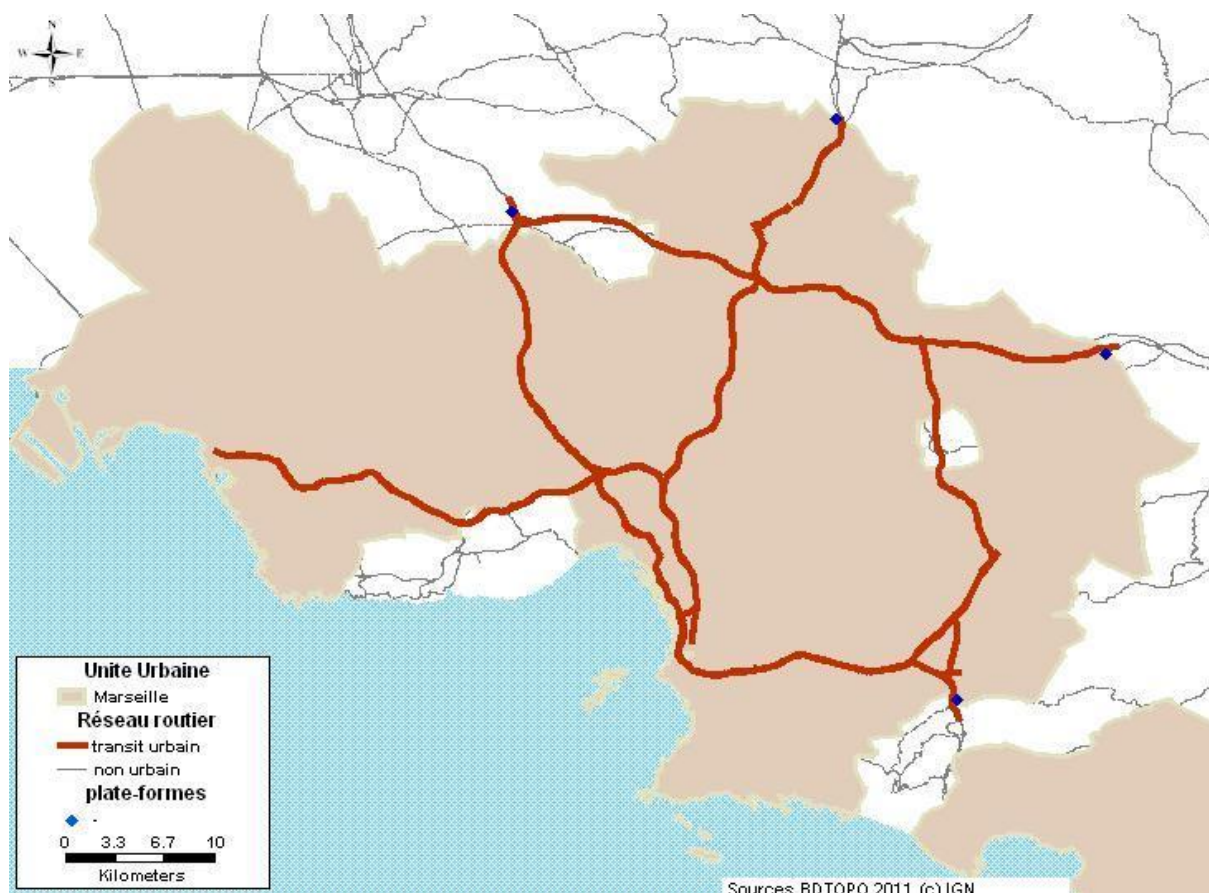 N
W E
S
Unite Urbaine
Marseille
Réseau routier
transit urbain
non urbain
plate-formes
-
0 3.3 6.7 10
Kilometers
Sources BDTOPO 2011 (c) IGN